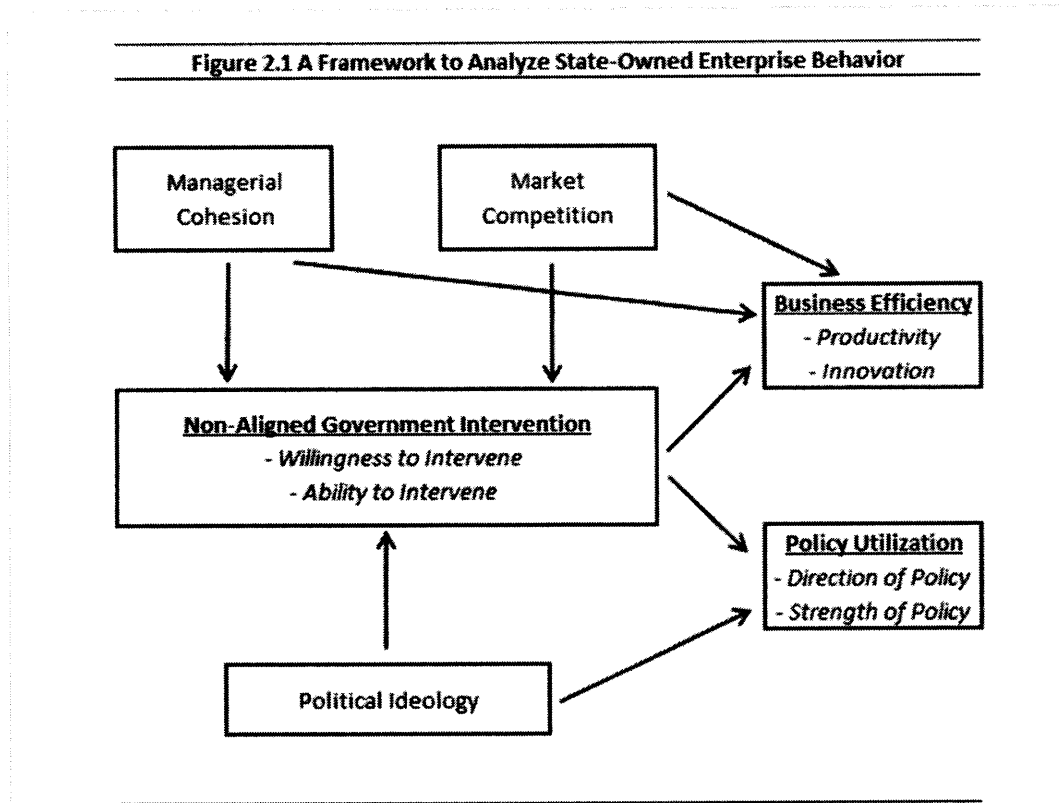 Figure 2.1 A Framework to Analyze State-Owned Enterprise Behavior
Managerial
Cohesion
Market
Competition
Business Efficiency
- Productivity
- Innovation
Non-Aligned Government Intervention
- Willingness to Intervene
- Ability to Intervene
Policy Utilization
- Direction of Policy
- Strength of Policy
Political Ideology